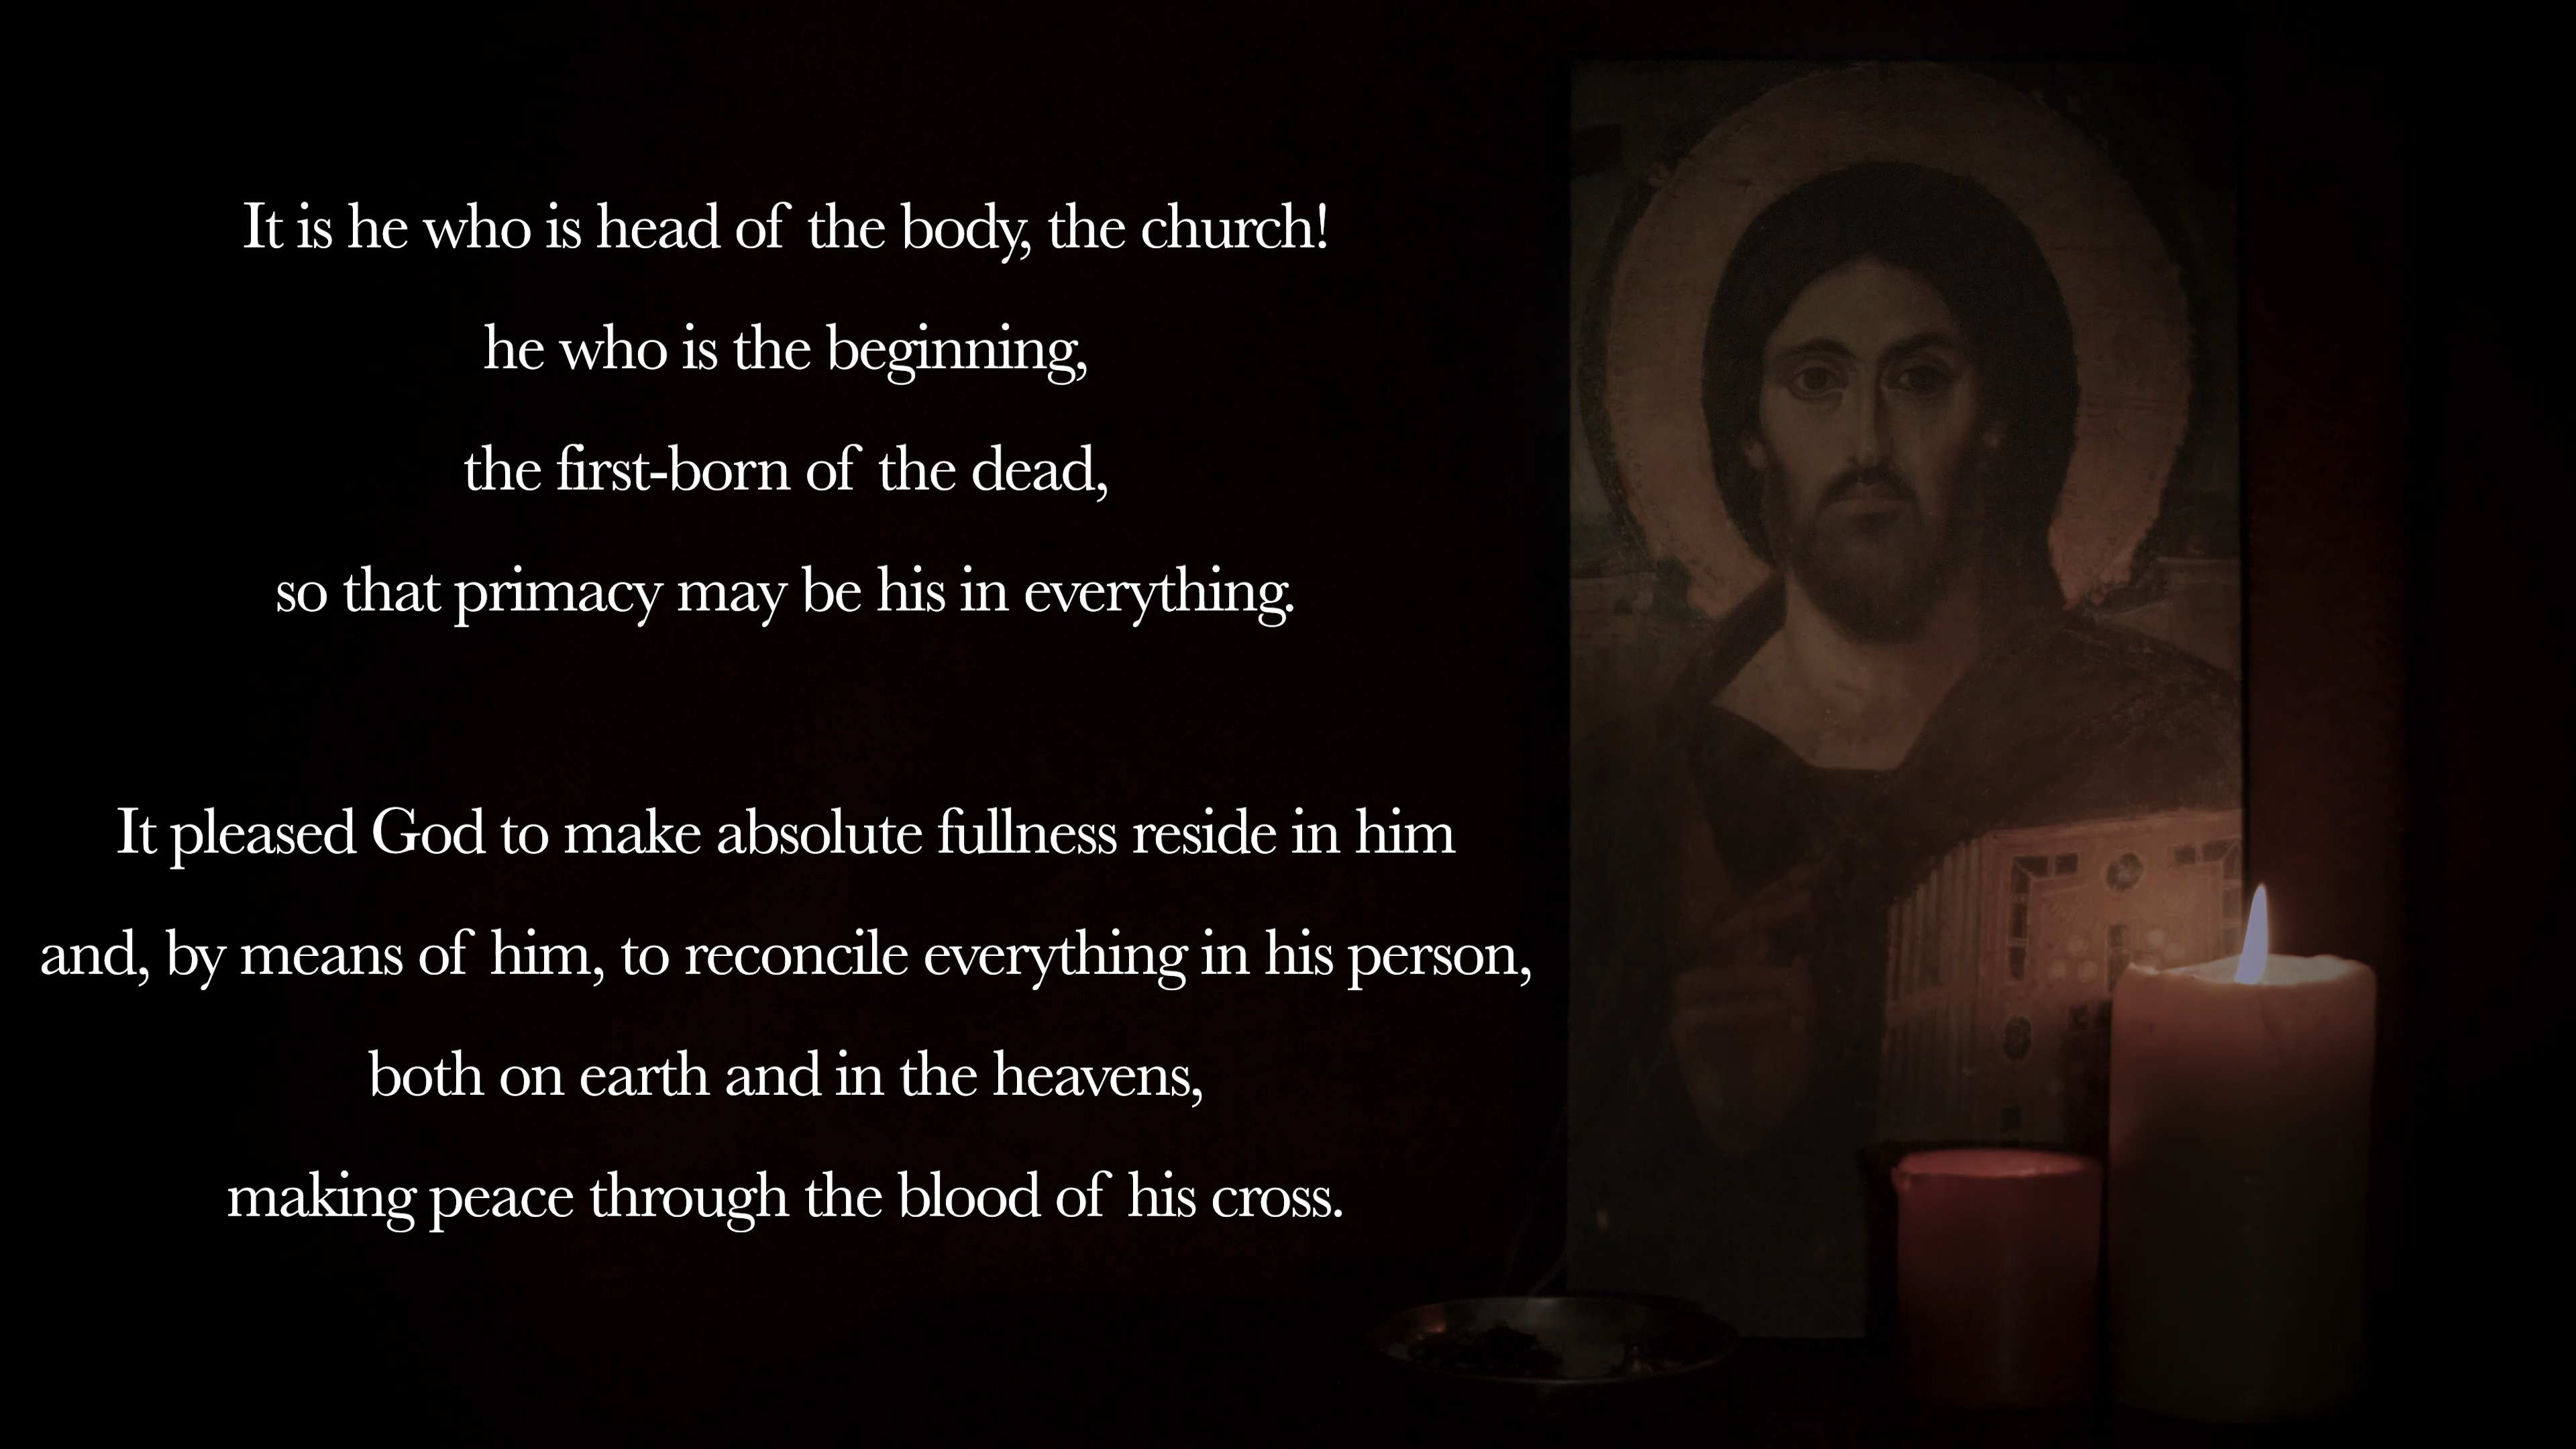 It is he who is head of the body, the church!
he who is the beginning,
the first-born of the dead,
so that primacy may be his in everything.
It pleased God to make absolute fullness reside in him
and, by means of him, to reconcile everything in his person,
both on earth and in the heavens,
making peace through the blood of his cross.